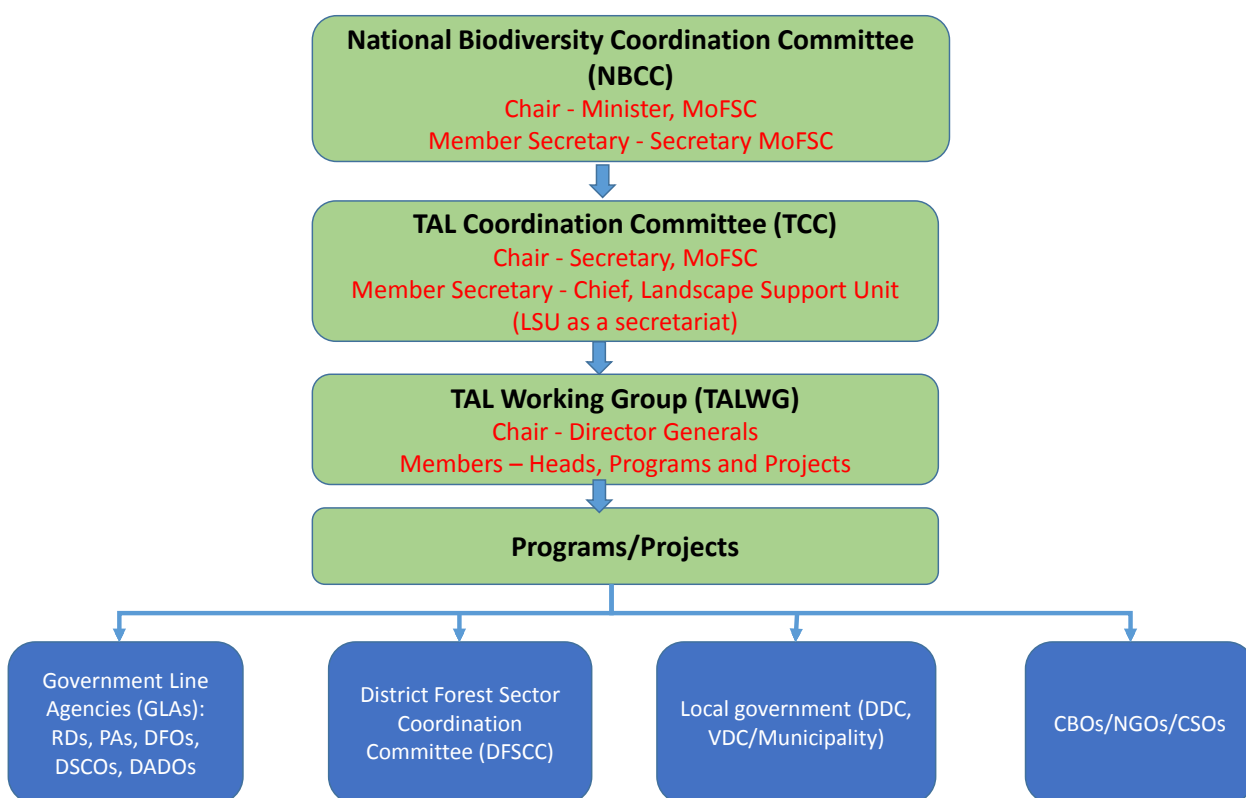 National Biodiversity Coordination Committee
(NBCC)
Chair - Minister, MoFSC
Member Secretary - Secretary MoFSC
TAL Coordination Committee (TCC)
Chair - Secretary, MoFSC
Member Secretary - Chief, Landscape Support Unit
(LSU as a secretariat)
TAL Working Group (TALWG)
Chair - Director Generals
Members – Heads, Programs and Projects
Programs/Projects
Government Line
Agencies (GLAs):
RDs, PAs, DFOs,
DSCOs, DADOs
District Forest Sector
Coordination
Committee (DFSCC)
Local government (DDC,
VDC/Municipality)
CBOs/NGOs/CSOs